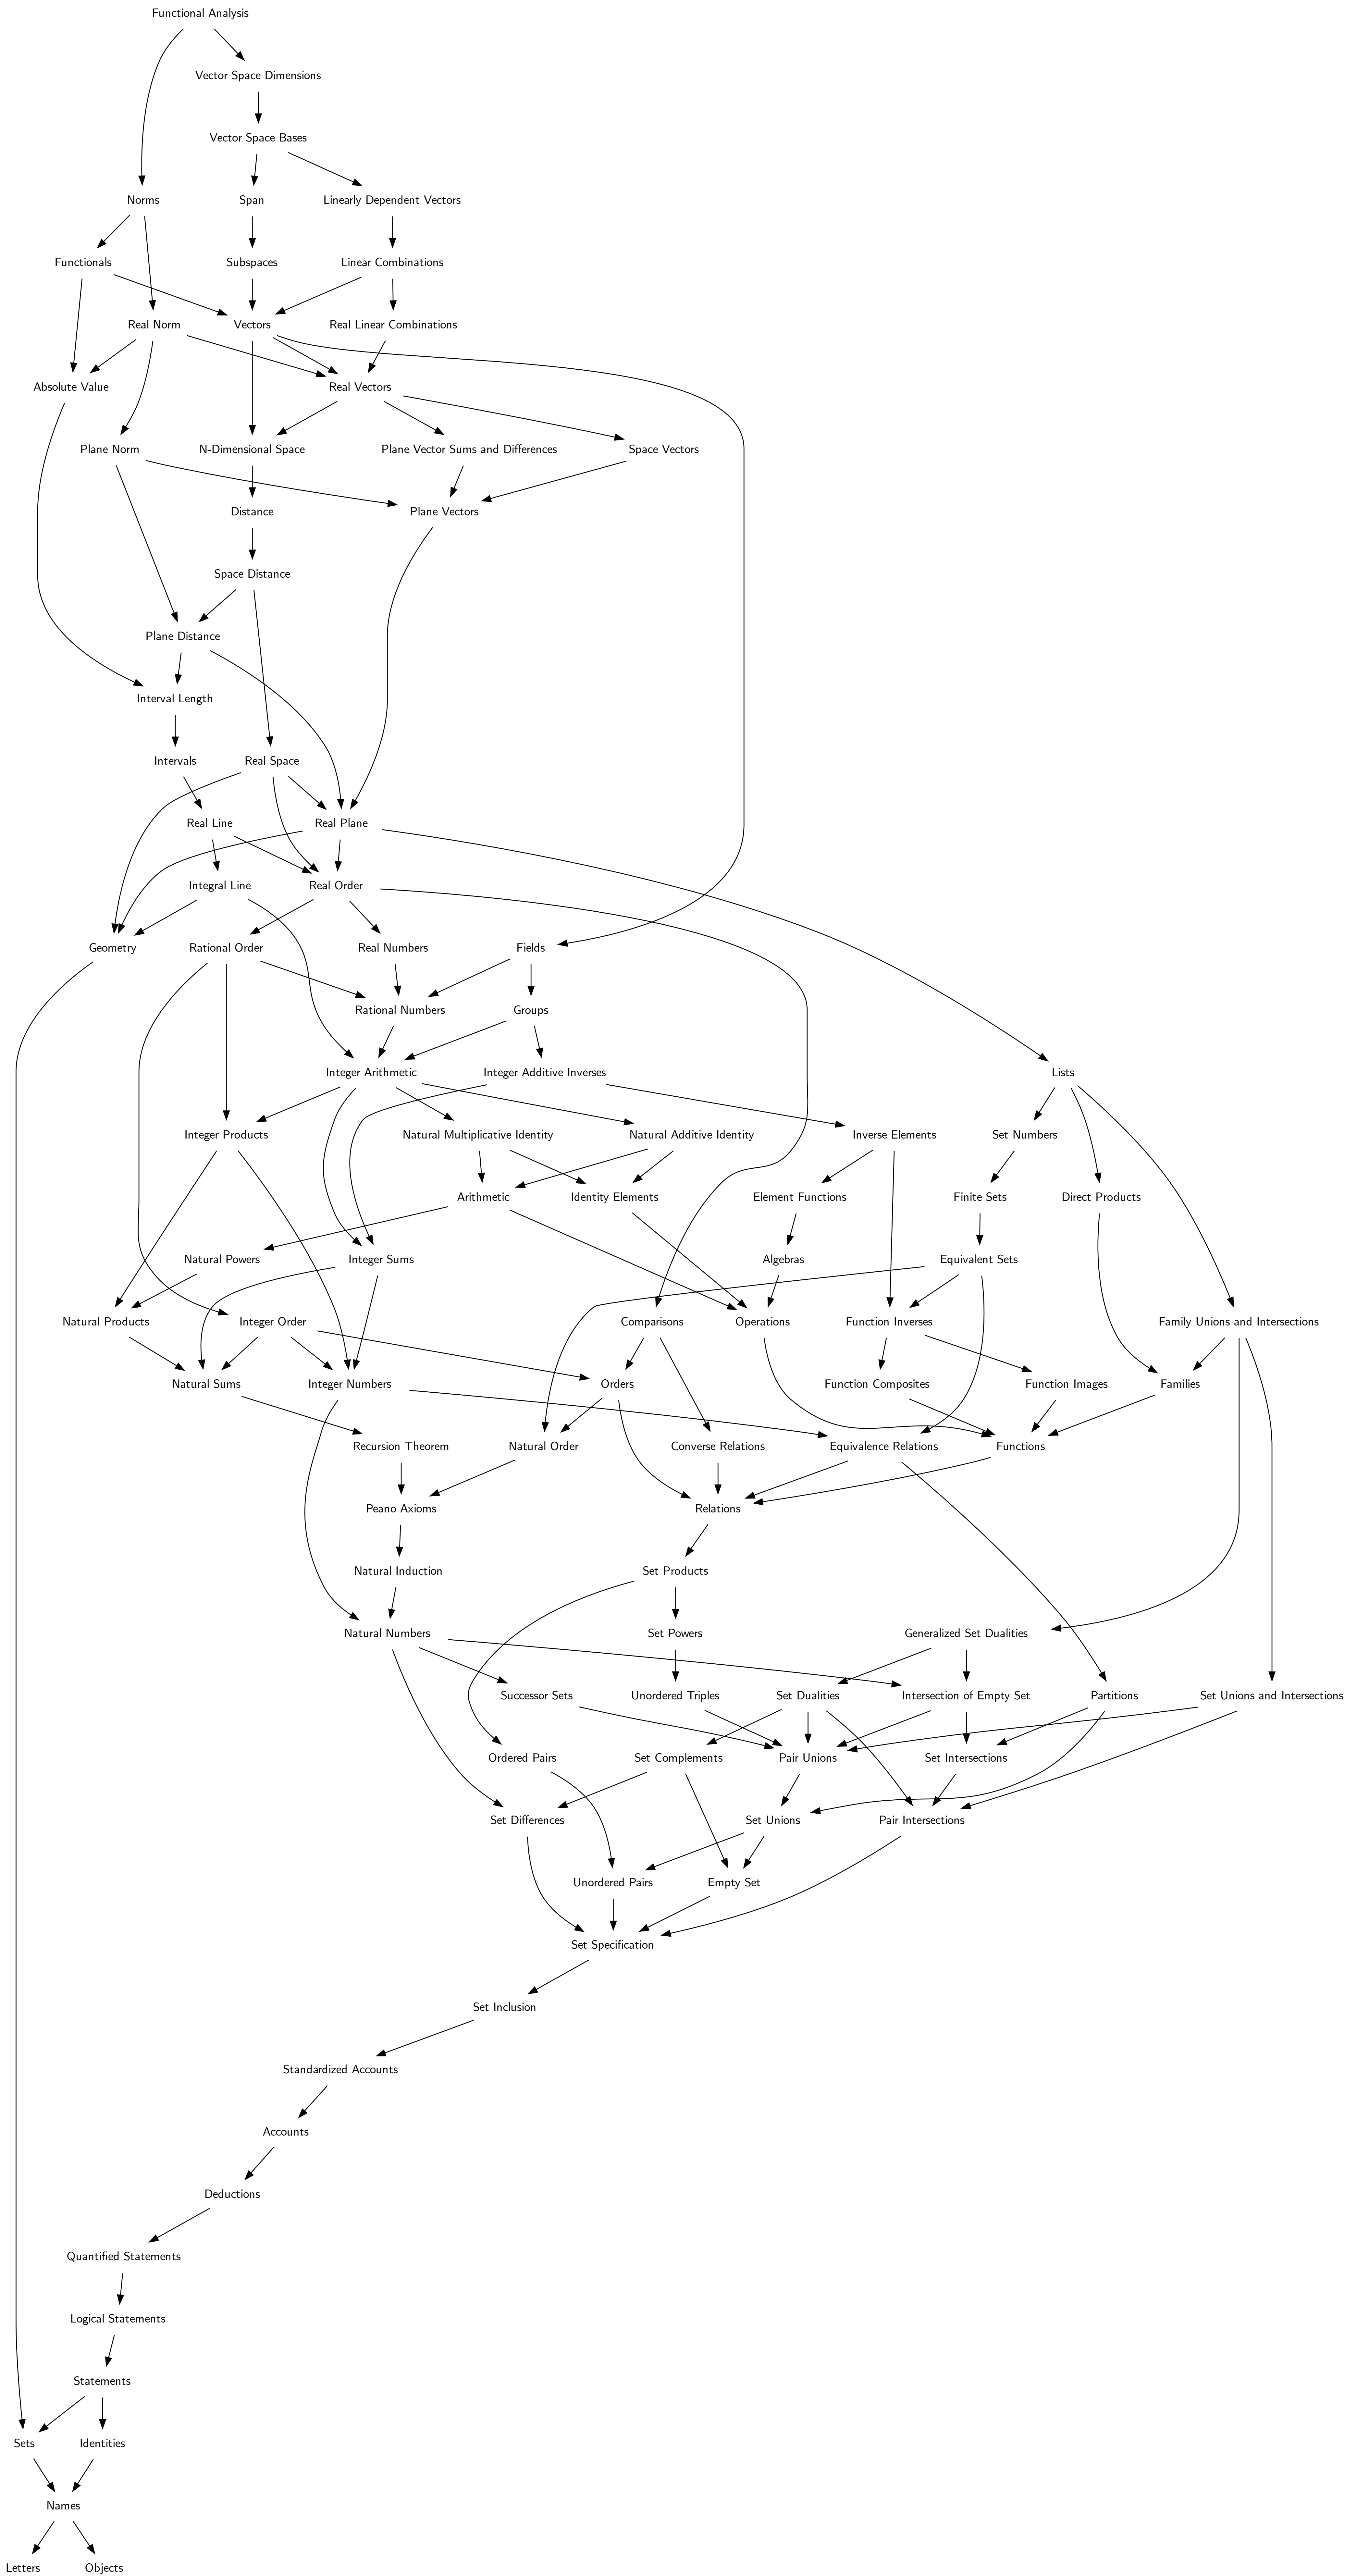 Functional Analysis
Vector Space Dimensions
Vector Space Bases
Norms
Span
Linearly Dependent Vectors
Functionals
Subspaces
Linear Combinations
Real Norm
Vectors
Real Linear Combinations
Absolute Value
Real Vectors
Plane Norm
N-Dimensional Space
Plane Vector Sums and Differences
Space Vectors
Distance
Plane Vectors
Space Distance
Plane Distance
Interval Length
Intervals
Real Space
Real Line
Real Plane
Integral Line
Real Order
Geometry
Rational Order
Real Numbers
Fields
Rational Numbers
Groups
Integer Arithmetic
Integer Additive Inverses
Lists
Integer Products
Natural Multiplicative Identity
Natural Additive Identity
Inverse Elements
Set Numbers
Arithmetic
Identity Elements
Element Functions
Finite Sets
Direct Products
Natural Powers
Integer Sums
Algebras
Equivalent Sets
Natural Products
Integer Order
Comparisons
Operations
Function Inverses
Family Unions and Intersections
Natural Sums
Integer Numbers
Orders
Function Composites
Function Images
Families
Recursion Theorem
Natural Order
Converse Relations
Equivalence Relations
Functions
Peano Axioms
Relations
Natural Induction
Set Products
Natural Numbers
Set Powers
Generalized Set Dualities
Successor Sets
Unordered Triples
Set Dualities
Intersection of Empty Set
Partitions
Set Unions and Intersections
Ordered Pairs
Set Complements
Pair Unions
Set Intersections
Set Differences
Set Unions
Pair Intersections
Unordered Pairs
Empty Set
Set Specification
Set Inclusion
Standardized Accounts
Accounts
Deductions
Quantified Statements
Logical Statements
Statements
Sets
Identities
Names
Letters
Objects